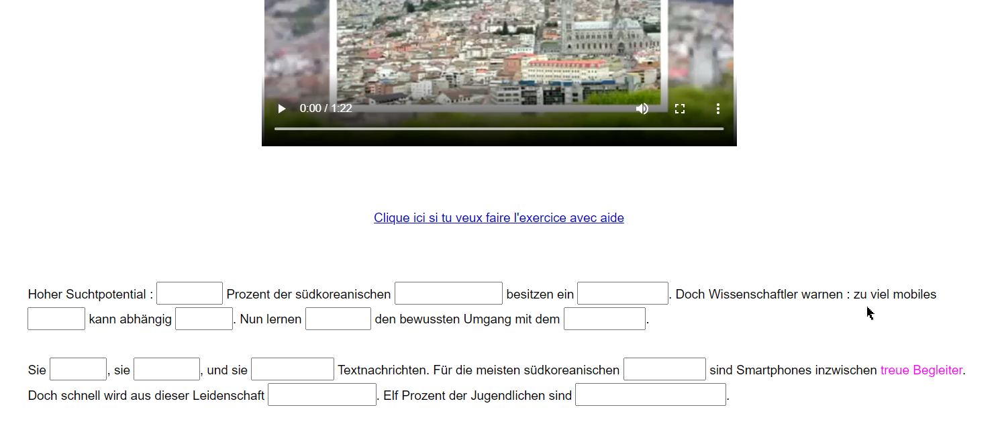 0:00 / 1:22
Clique ici si tu veux faire l'exercice avec aide
Hoher Suchtpotential : Prozent der südkoreanischen besitzen ein . Doch Wissenschaftler warnen : zu viel mobiles
kann abhängig . Nun lernen den bewussten Umgang mit dem .
Sie , sie , und sie Textnachrichten. Für die meisten südkoreanischen sind Smartphones inzwischen treue Begleiter.
Doch schnell wird aus dieser Leidenschaft . Elf Prozent der Jugendlichen sind .